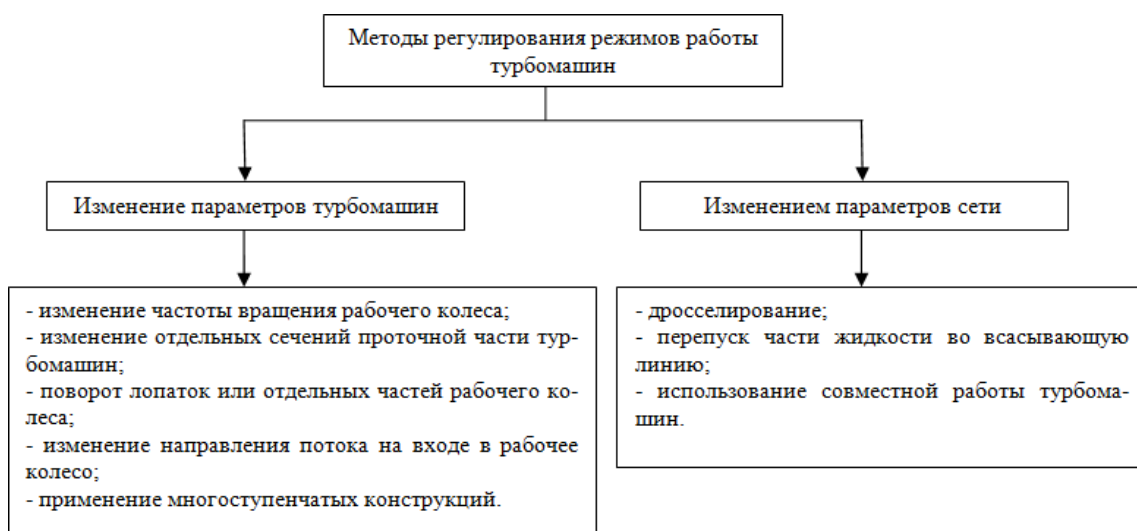 Методы регулирования режимов работы
турбомашин
Изменение параметров турбомашин
Изменением параметров сети
- изменение частоты вращения рабочего колеса;
- изменение отдельных сечений проточной части тур-
бомашин;
- поворот лопаток или отдельных частей рабочего ко-
леса;
- изменение направления потока на входе в рабочее
колесо;
- применение многоступенчатых конструкций.
- дросселирование;
- перепуск части жидкости во всасывающую
линию;
- использование совместной работы турбома-
шин.